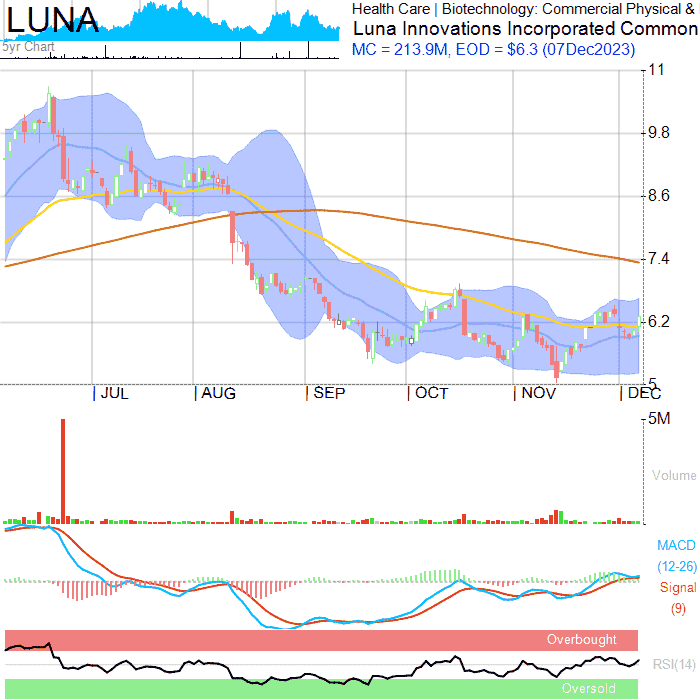 LUNA
5yr Chart
Health Care | Biotechnology: Commercial Physical &
Luna Innovations Incorporated Common
MC = 213.9M, EOD = $6.3 (07Dec2023)
11
9.8
8.6
7.4
6.2
5
JUL AUG SEP OCT NOV DEC
5M
Volume
MACD
(12-26)
Signal
(9)
Overbought
RSI(14)
Oversold